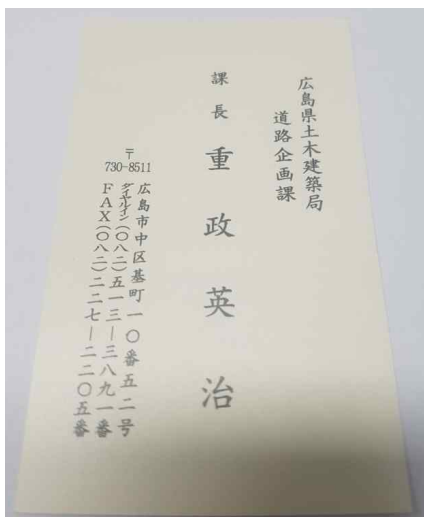 広島県土木建築局
道路企画課
課長 重政英治
〒
730-8511
広島市中区基町一〇番五二号
ダイヤルイン(〇八二)五一三ー三八九一番
FAX(〇八二)二二七ー二二〇五番